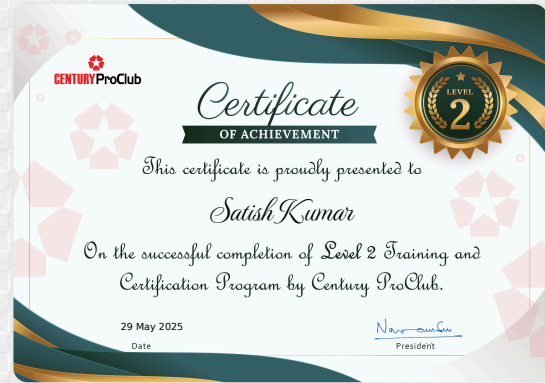 CENTURY ProClub
Certificate
OF ACHIEVEMENT
LEVEL
2
This certificate is proudly presented to
Satish Kumar
On the successful completion of Level 2 Training and
Certification Program by Century ProClub.
29 May 2025
Date
President